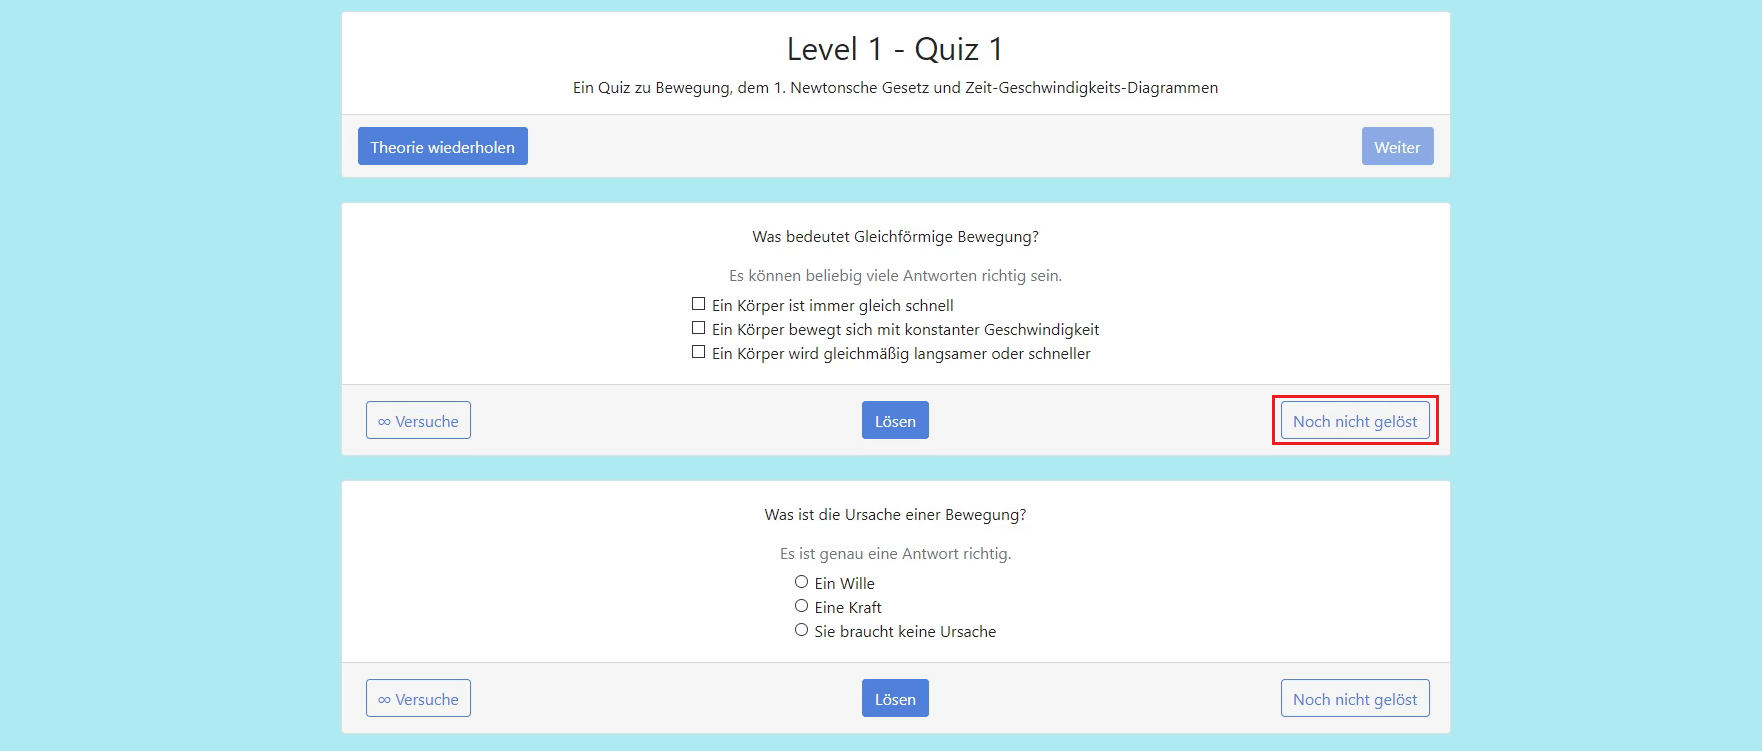 Level 1 - Quiz 1
Ein Quiz zu Bewegung, dem 1. Newtonsche Gesetz und Zeit-Geschwindigkeits-Diagrammen
Theorie wiederholen
Weiter
Was bedeutet Gleichförmige Bewegung?
Es können beliebig viele Antworten richtig sein.
Ein Körper ist immer gleich schnell
Ein Körper bewegt sich mit konstanter Geschwindigkeit
Ein Körper wird gleichmäßig langsamer oder schneller
∞ Versuche
Lösen
Noch nicht gelöst
Was ist die Ursache einer Bewegung?
Es ist genau eine Antwort richtig.
Ein Wille
Eine Kraft
Sie braucht keine Ursache
∞ Versuche
Lösen
Noch nicht gelöst